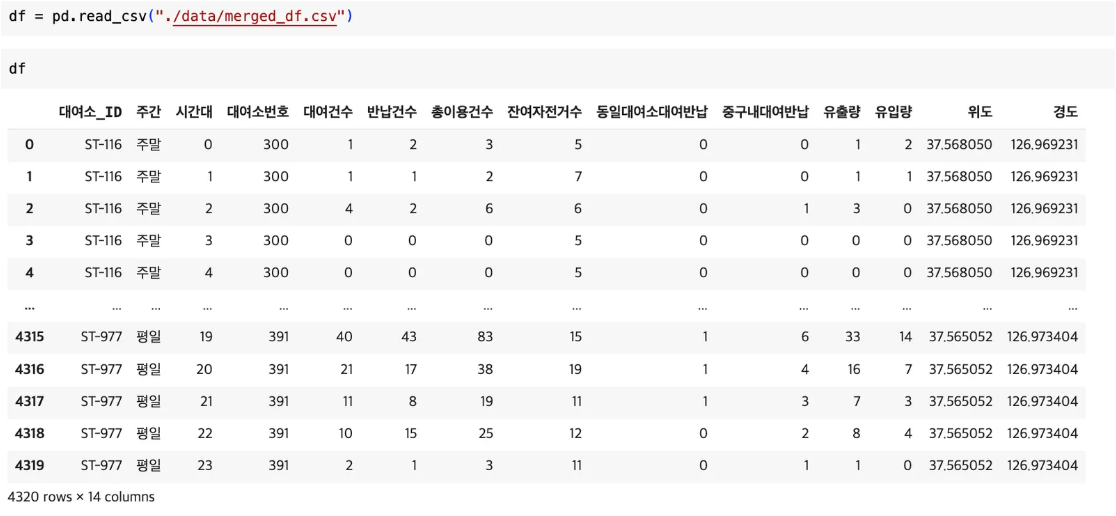 df = pd.read_csv("./data/merged_df.csv")
df
대여소_ID 주간 시간대 대여소번호 대여건수 반납건수 총이용건수 잔여자전거수 동일대여소대여반납 중구내대여반납 유출량 유입량 위도 경도
0 ST-116 주말 0 300 1 2 3 5 0 0 1 2 37.568050 126.969231
1 ST-116 주말 1 300 1 1 2 7 0 0 1 1 37.568050 126.969231
2 ST-116 주말 2 300 4 2 6 6 0 1 3 0 37.568050 126.969231
3 ST-116 주말 3 300 0 0 0 5 0 0 0 0 37.568050 126.969231
4 ST-116 주말 4 300 0 0 0 5 0 0 0 0 37.568050 126.969231
... ... ... ... ... ... ... ... ... ... ... ... ... ... ...
4315 ST-977 평일 19 391 40 43 83 15 1 6 33 14 37.565052 126.973404
4316 ST-977 평일 20 391 21 17 38 19 1 4 16 7 37.565052 126.973404
4317 ST-977 평일 21 391 11 8 19 11 1 3 7 3 37.565052 126.973404
4318 ST-977 평일 22 391 10 15 25 12 0 2 8 4 37.565052 126.973404
4319 ST-977 평일 23 391 2 1 3 11 0 1 1 0 37.565052 126.973404
4320 rows × 14 columns